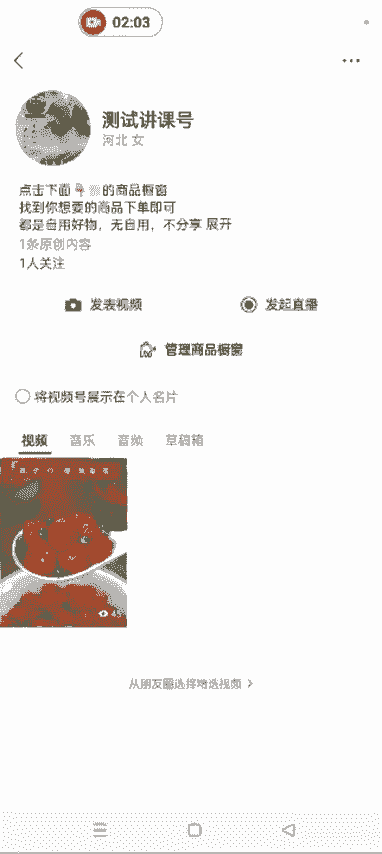 02:03
测试讲课号
河北 女
点击下面的商品橱窗
找到你想要的商品下单即可
都是自用好物，无自用，不分享 展开
1条原创内容
1人关注
发表视频
发起直播
管理商品橱窗
将视频号展示在个人名片
视频 音乐 音频 草稿箱
从朋友圈选择精选视频